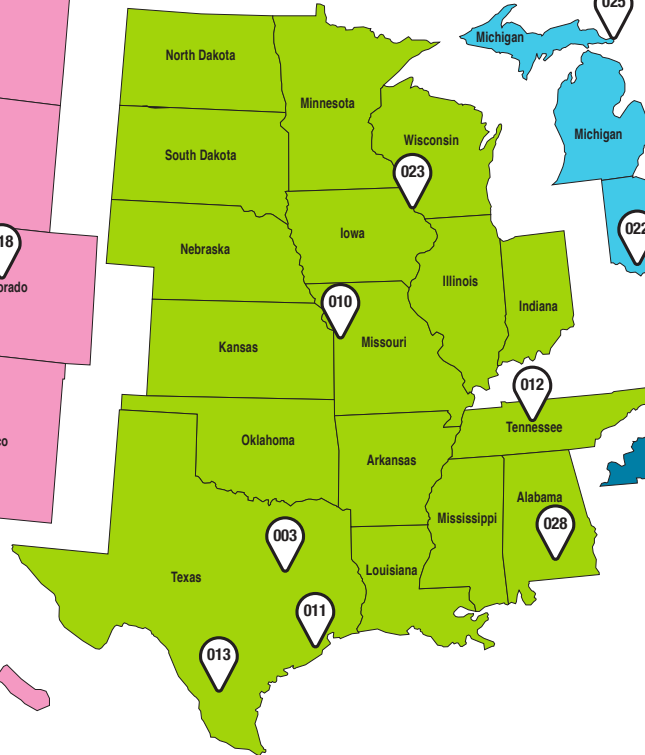 025
Michigan
North Dakota
Minnesota
Michigan
Wisconsin
South Dakota
023
022
18
Iowa
Nebraska
Illinois
orado
010
Indiana
Missouri
Kansas
012
Tennessee
Oklahoma
co
Arkansas
Alabama
Mississippi
028
003
Louisiana
Texas
011
013